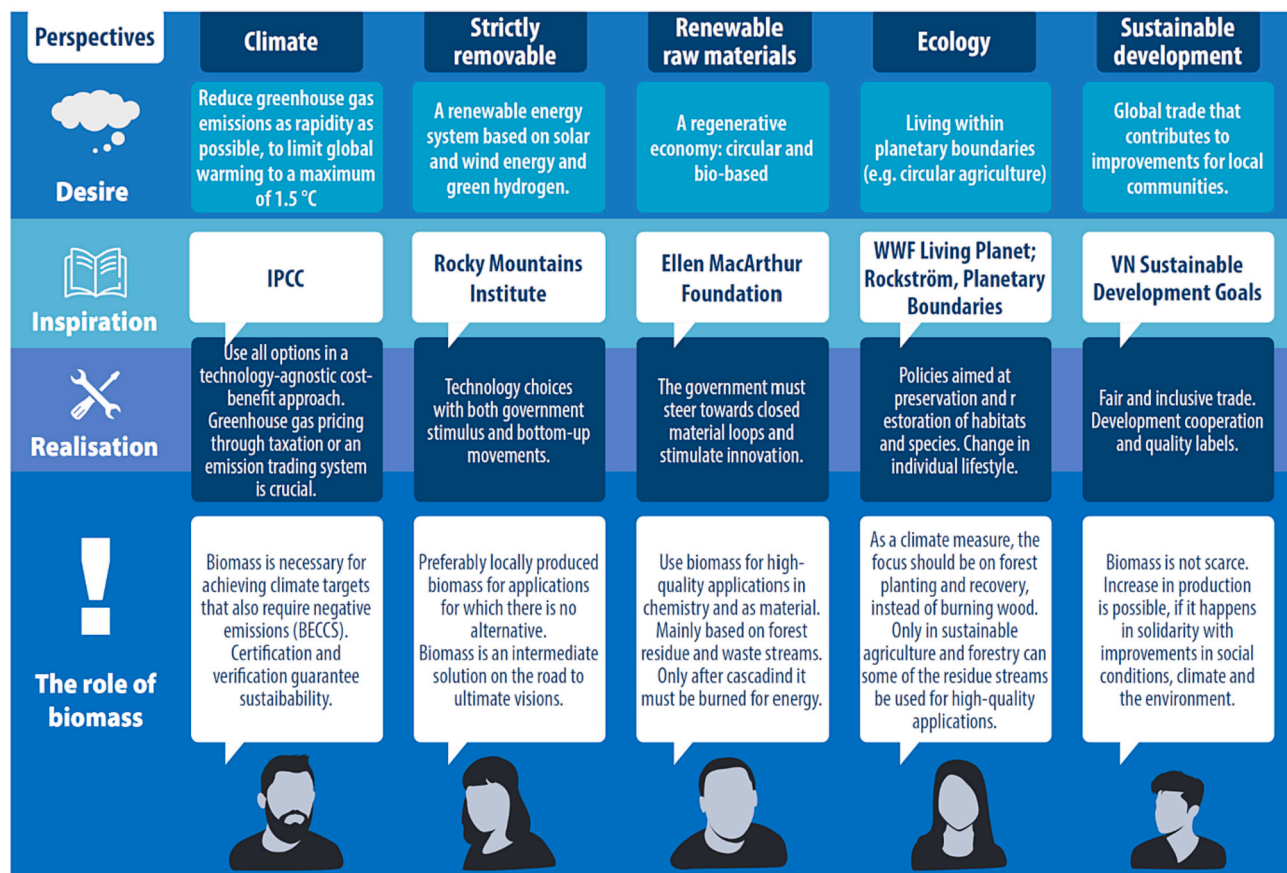 Perspectives
Climate
Strictly
removable
Renewable
raw materials
Ecology
Sustainable
development
Desire
Reduce greenhouse gas
emissions as rapidity as
possible, to limit global
warming to a maximum
of 1.5 °C
A renewable energy
system based on solar
and wind energy and
green hydrogen.
A regenerative
economy: circular and
bio-based
Living within
planetary boundaries
(e.g. circular agriculture)
Global trade that
contributes to
improvements for local
communities.
Inspiration
IPCC
Rocky Mountains
Institute
Ellen MacArthur
Foundation
WWF Living Planet;
Rockström, Planetary
Boundaries
VN Sustainable
Development Goals
Realisation
Use all options in a
technology-agnostic cost-
benefit approach.
Greenhouse gas pricing
through taxation or an
emission trading system
is crucial.
Technology choices
with both government
stimulus and bottom-up
movements.
The government must
steer towards closed
material loops and
stimulate innovation.
Policies aimed at
preservation and r
estoration of habitats
and species. Change in
individual lifestyle.
Fair and inclusive trade.
Development cooperation
and quality labels.
!
The role of
biomass
Biomass is necessary for
achieving climate targets
that also require negative
emissions (BECCS).
Certification and
verification guarantee
sustaibability.
Preferably locally produced
biomass for applications
for which there is no
alternative.
Biomass is an intermediate
solution on the road to
ultimate visions.
Use biomass for high-
quality applications in
chemistry and as material.
Mainly based on forest
residue and waste streams.
Only after cascadind it
must be burned for energy.
As a climate measure, the
focus should be on forest
planting and recovery,
instead of burning wood.
Only in sustainable
agriculture and forestry can
some of the residue streams
be used for high-quality
applications.
Biomass is not scarce.
Increase in production
is possible, if it happens
in solidarity with
improvements in social
conditions, climate and
the environment.